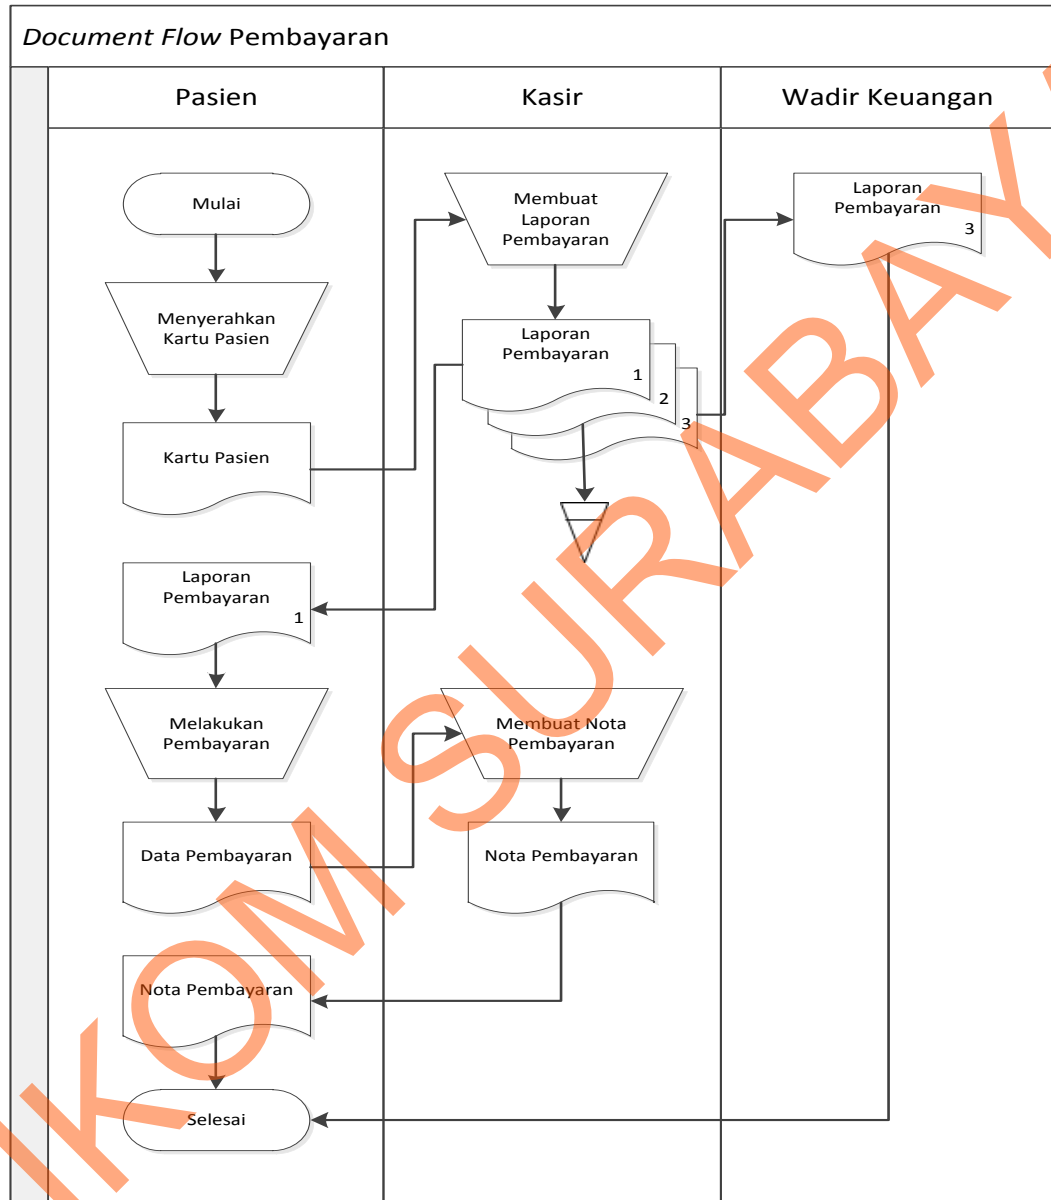 Document Flow Pembayaran
Pasien
Kasir
Wadir Keuangan
Mulai
Menyerahkan
Kartu Pasien
Kartu Pasien
Membuat
Laporan
Pembayaran
Laporan
Pembayaran
1
2
3
Laporan
Pembayaran
3
Laporan
Pembayaran
1
Melakukan
Pembayaran
Data Pembayaran
Membuat Nota
Pembayaran
Nota Pembayaran
Nota Pembayaran
Selesai
IKOM SURABAYA